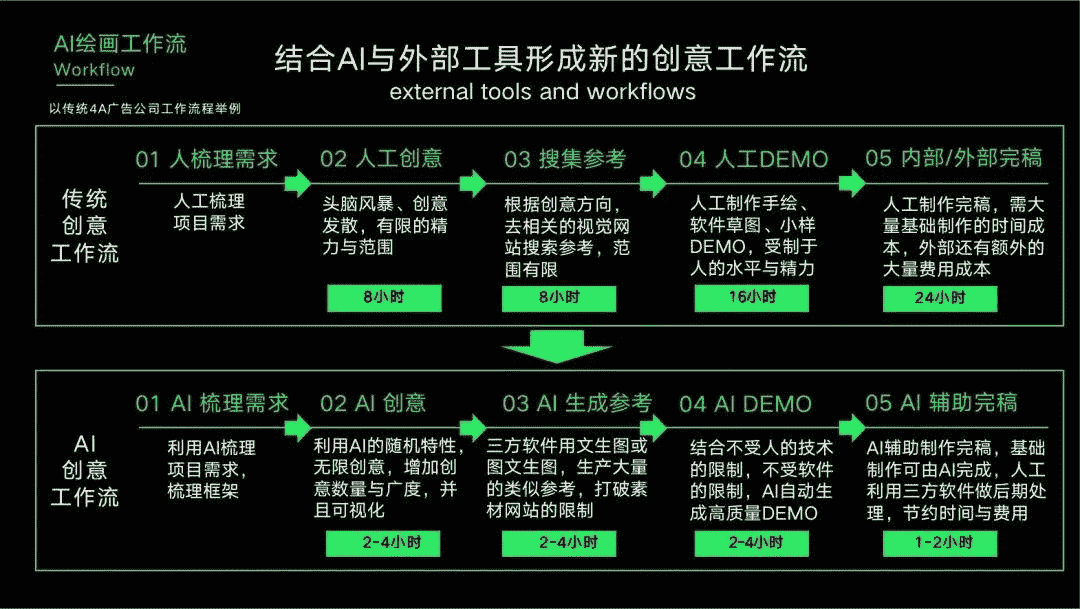 AI绘画工作流
Workflow
以传统4A广告公司工作流程举例
结合AI与外部工具形成新的创意工作流
external tools and workflows
传统
创意
工作流
01 人梳理需求
人工梳理
项目需求
02 人工创意
头脑风暴、创意
发散，有限的精
力与范围
8小时
03 搜集参考
根据创意方向，
去相关的视觉网
站搜索参考，范
围有限
8小时
04 人工DEMO
人工制作手绘、
软件草图、小样
DEMO，受制于
人的水平与精力
16小时
05 内部/外部完稿
人工制作完稿，需大
量基础制作的时间成
本，外部还有额外的
大量费用成本
24小时
AI
创意
工作流
01 AI 梳理需求
利用AI梳理
项目需求，
梳理框架
02 AI 创意
利用AI的随机特性，
无限创意，增加创
意数量与广度，并
且可视化
2-4小时
03 AI 生成参考
三方软件用文生图或
图文生图，生产大量
的类似参考，打破素
材网站的限制
2-4小时
04 AI DEMO
结合不受人的技术
的限制，不受软件
的限制，AI自动生
成高质量DEMO
2-4小时
05 AI 辅助完稿
AI辅助制作完稿，基础
制作可由AI完成，人工
利用三方软件做后期处
理，节约时间与费用
1-2小时